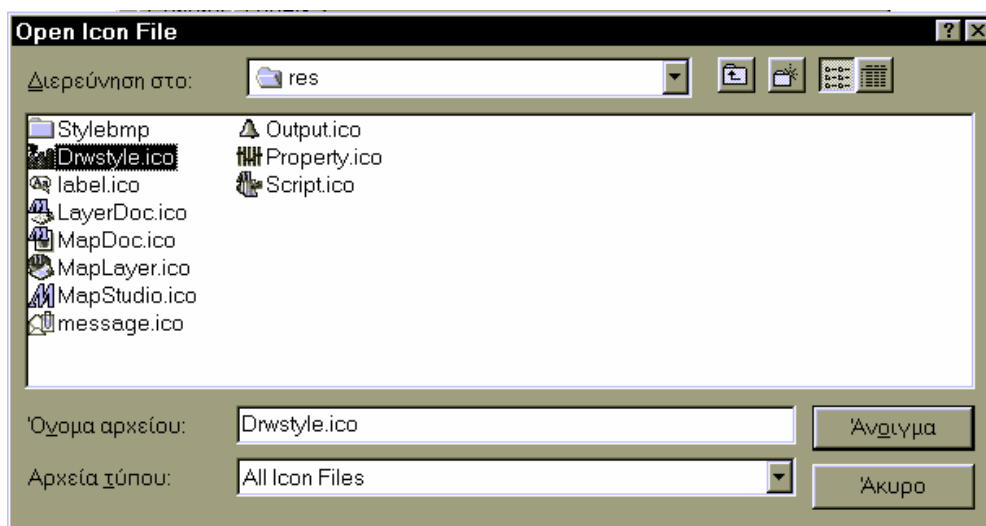 Open Icon File
Διερεύνηση στο: res
Stylebmp Output.ico
Drwstyle.ico Property.ico
label.ico Script.ico
LayerDoc.ico
MapDoc.ico
MapLayer.ico
MapStudio.ico
message.ico
Όνομα αρχείου: Drwstyle.ico Άνοιγμα
Αρχεία τύπου: All Icon Files Άκυρο